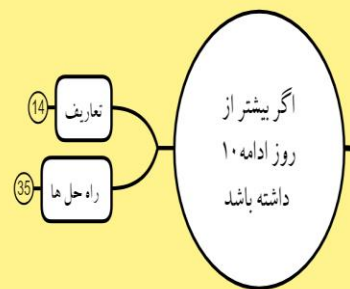 اگر بیشتر از
روز ادامه ۱۰
داشته باشد
تعاریف
14
راه حل ها
35